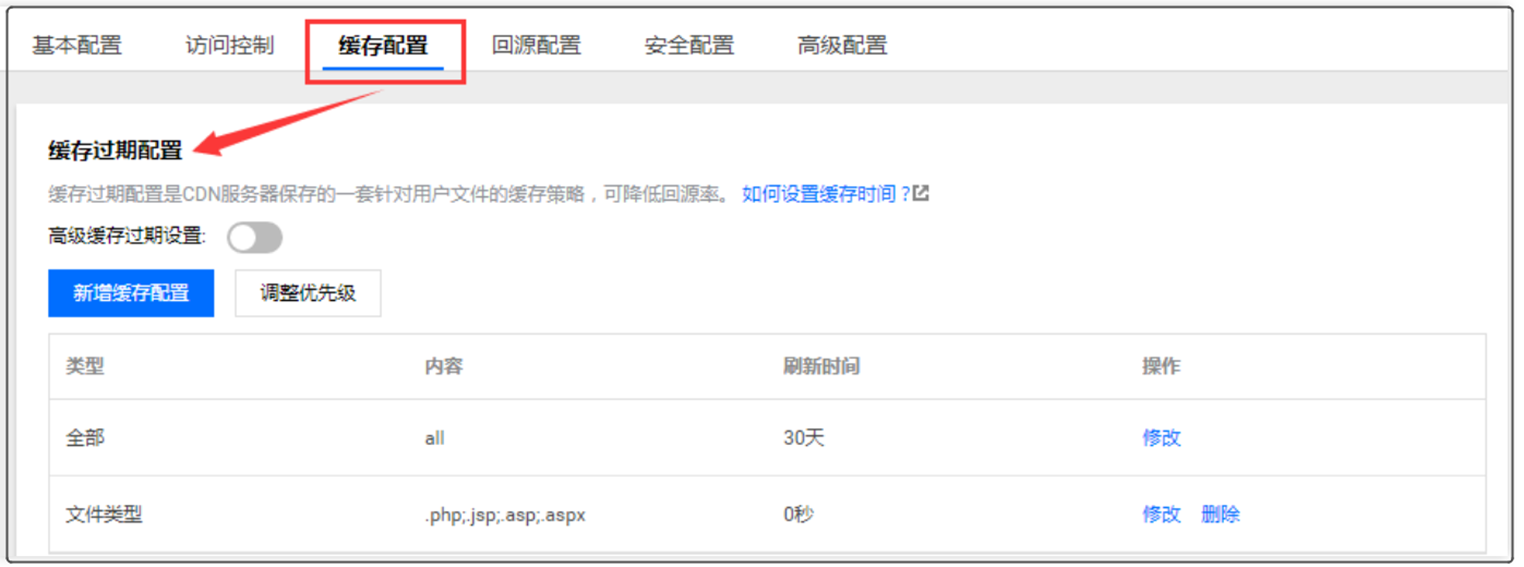 基本配置 访问控制 缓存配置 回源配置 安全配置 高级配置
缓存过期配置
缓存过期配置是CDN服务器保存的一套针对用户文件的缓存策略，可降低回源率。 如何设置缓存时间？
高级缓存过期设置:
新增缓存配置 调整优先级
类型 内容 刷新时间 操作
全部 all 30天 修改
文件类型 .php;.jsp;.asp;.aspx 0秒 修改 删除